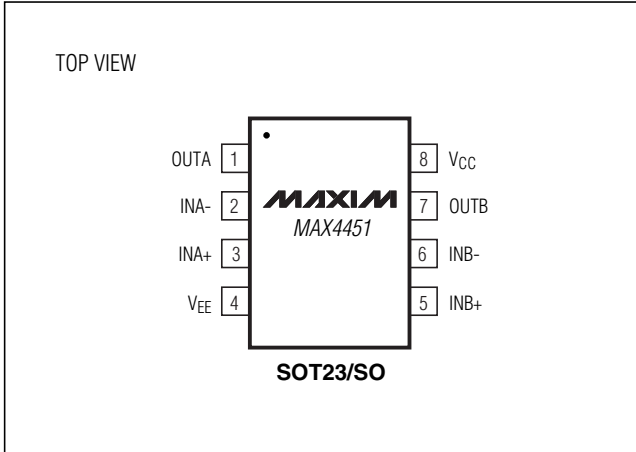 TOP VIEW
OUTA 1 8 VCC
INA- 2 MAXIM 7 OUTB
MAX4451
INA+ 3 6 INB-
VEE 4 5 INB+
SOT23/SO